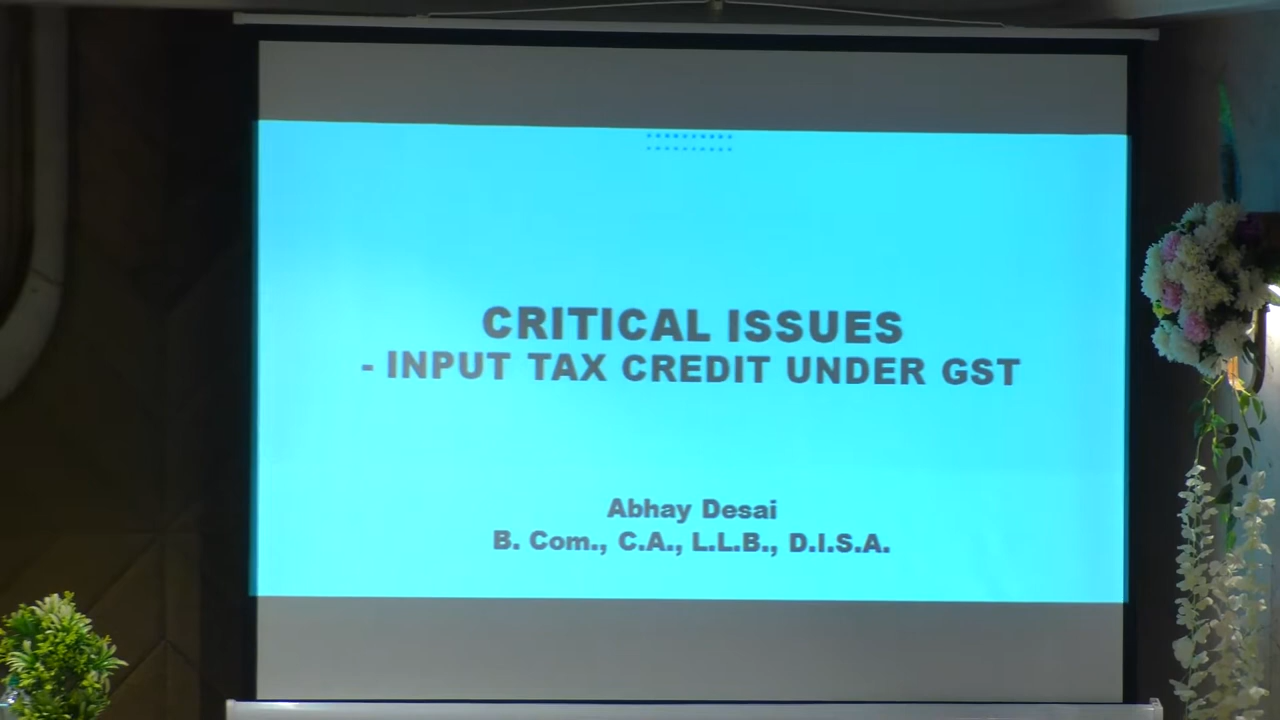 CRITICAL ISSUES
- INPUT TAX CREDIT UNDER GST
Abhay Desai
B. Com., C.A., L.L.B., D.I.S.A.